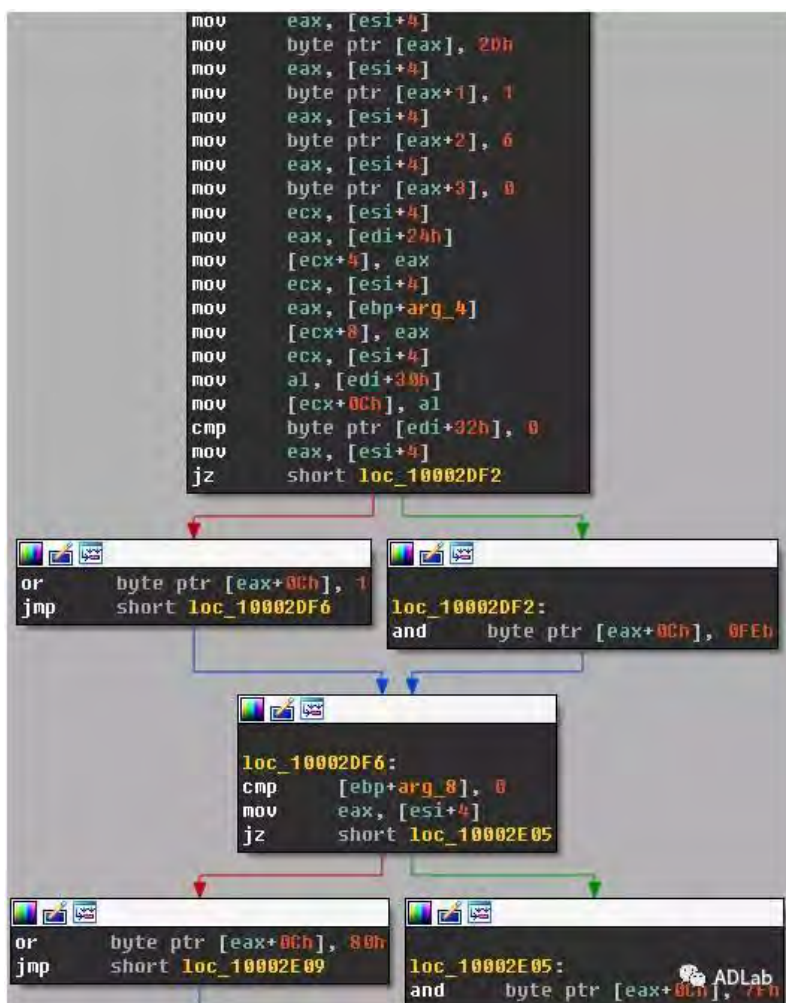 mov eax, [esi+4]
mov byte ptr [eax], 2Dh
mov eax, [esi+4]
mov byte ptr [eax+1], 1
mov eax, [esi+4]
mov byte ptr [eax+2], 6
mov eax, [esi+4]
mov byte ptr [eax+3], 0
mov ecx, [esi+4]
mov eax, [edi+24h]
mov [ecx+4], eax
mov ecx, [esi+4]
mov eax, [ebp+arg_4]
mov [ecx+8], eax
mov ecx, [esi+4]
mov al, [edi+30h]
mov [ecx+0Ch], al
cmp byte ptr [edi+32h], 0
mov eax, [esi+4]
jz short loc_10002DF2
or byte ptr [eax+0Ch], 1
jmp short loc_10002DF6
loc_10002DF2:
and byte ptr [eax+0Ch], 0FEh
loc_10002DF6:
cmp [ebp+arg_8], 0
mov eax, [esi+4]
jz short loc_10002E05
or byte ptr [eax+0Ch], 80h
jmp short loc_10002E09
loc_10002E05:
and byte ptr [eax+0Ch], 7Fh
ADLab